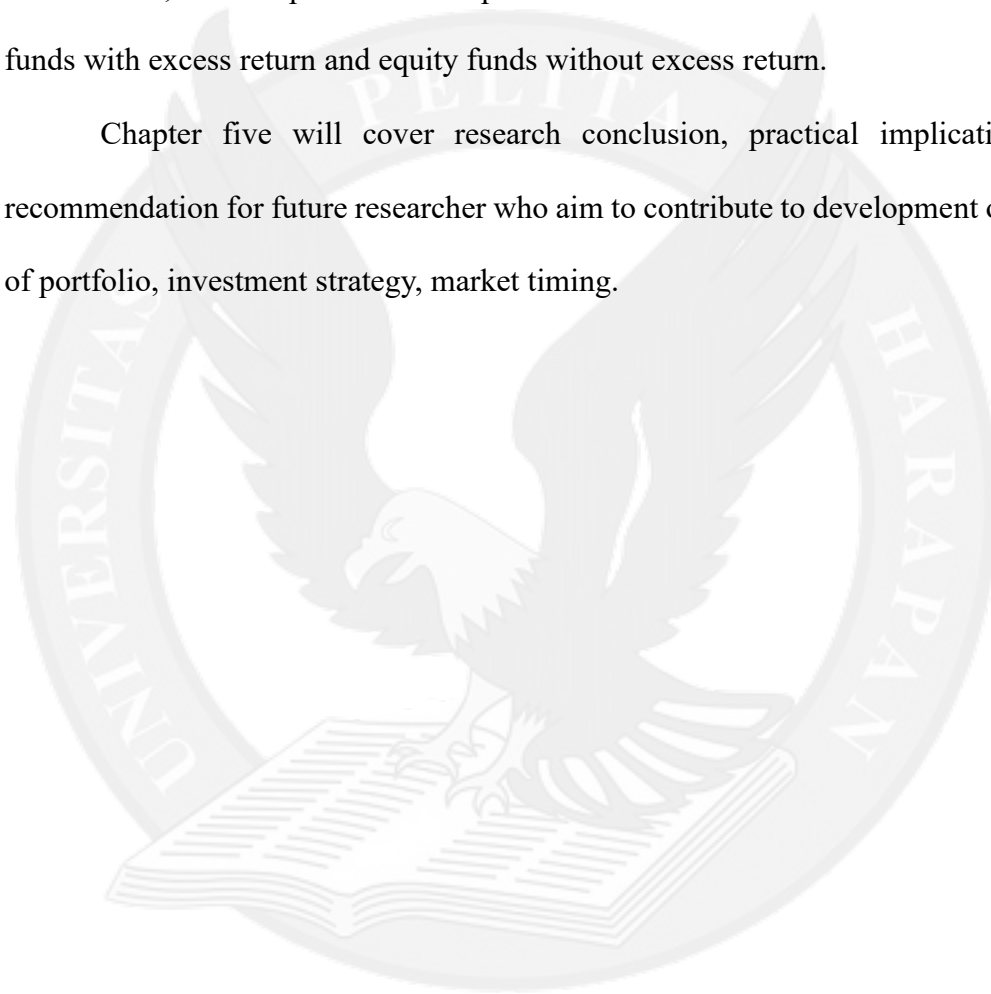 funds with excess return and equity funds without excess return.
Chapter five will cover research conclusion, practical
recommendation for future researcher who aim to contribute to development
of portfolio, investment strategy, market timing.
UNIVERSITAS PELITA HARAPAN